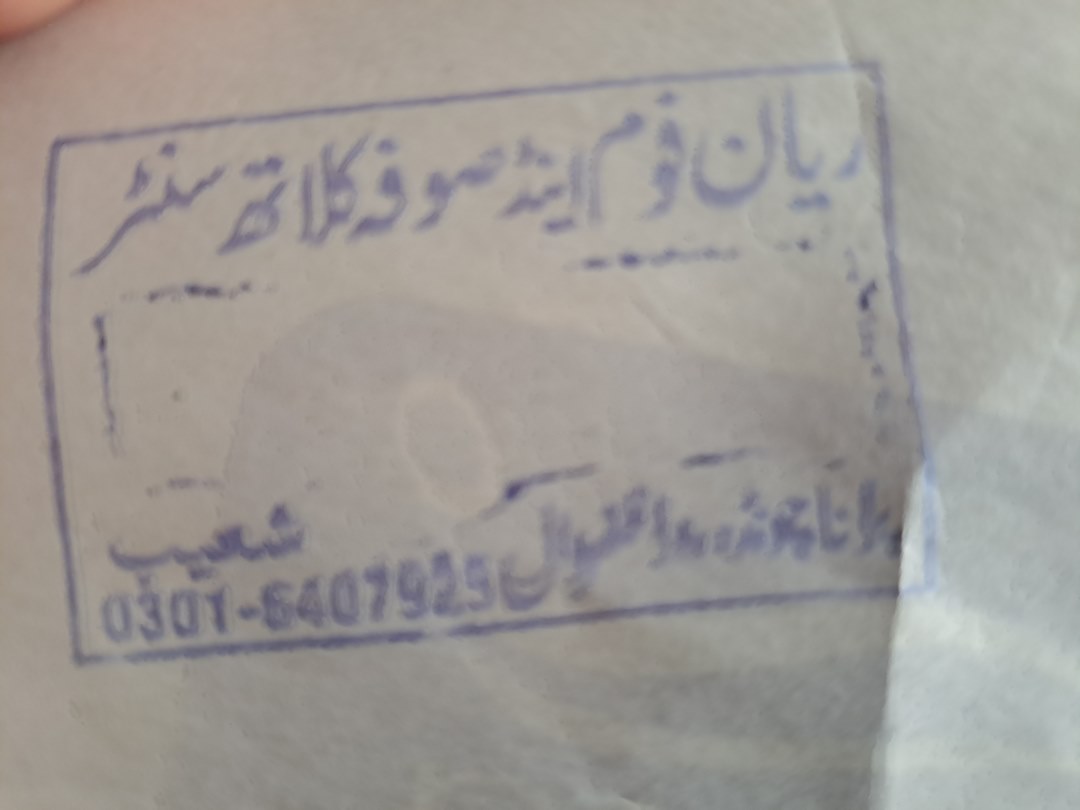 ریان فوم اینڈ صوفہ کلاتھ سنٹر
شعیب
0301-6407925